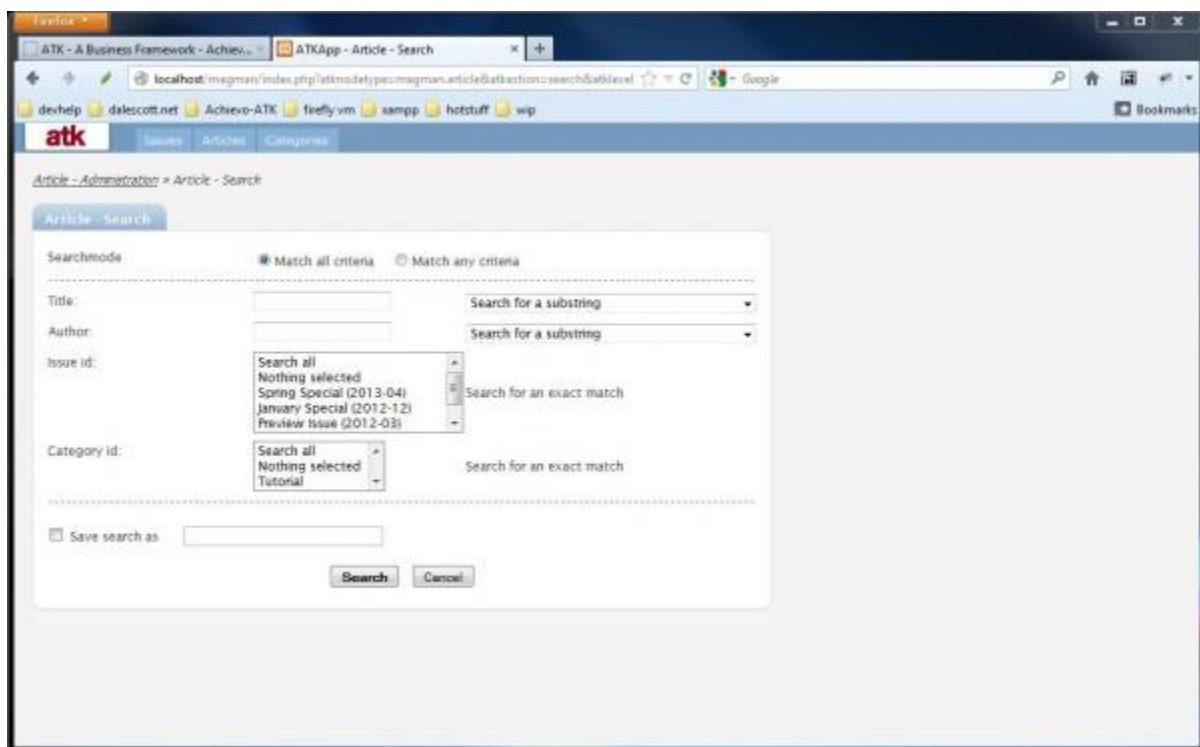 Firefox
ATK - A Business Framework - Achiev...
ATKApp - Article - Search
localhost/magman/index.php?atknodetype=magman.article&atkaction=search&atklevel
Google
devhelp dalescott.net Achievo-ATK firefly vm xampp hotstuff wip Bookmarks
atk Issues Articles Categories
Article - Administration » Article - Search
Article - Search
Searchmode Match all criteria Match any criteria
Title: Search for a substring
Author: Search for a substring
Issue id: Search all
Nothing selected
Spring Special (2013-04) Search for an exact match
January Special (2012-12)
Preview Issue (2012-03)
Category id: Search all
Nothing selected Search for an exact match
Tutorial
Save search as
Search Cancel